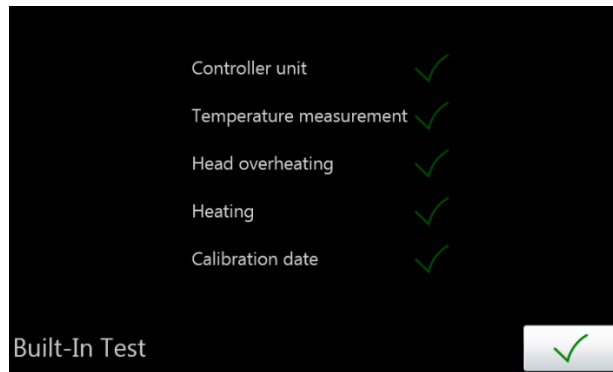 Controller unit
Temperature measurement
Head overheating
Heating
Calibration date
Built-In Test